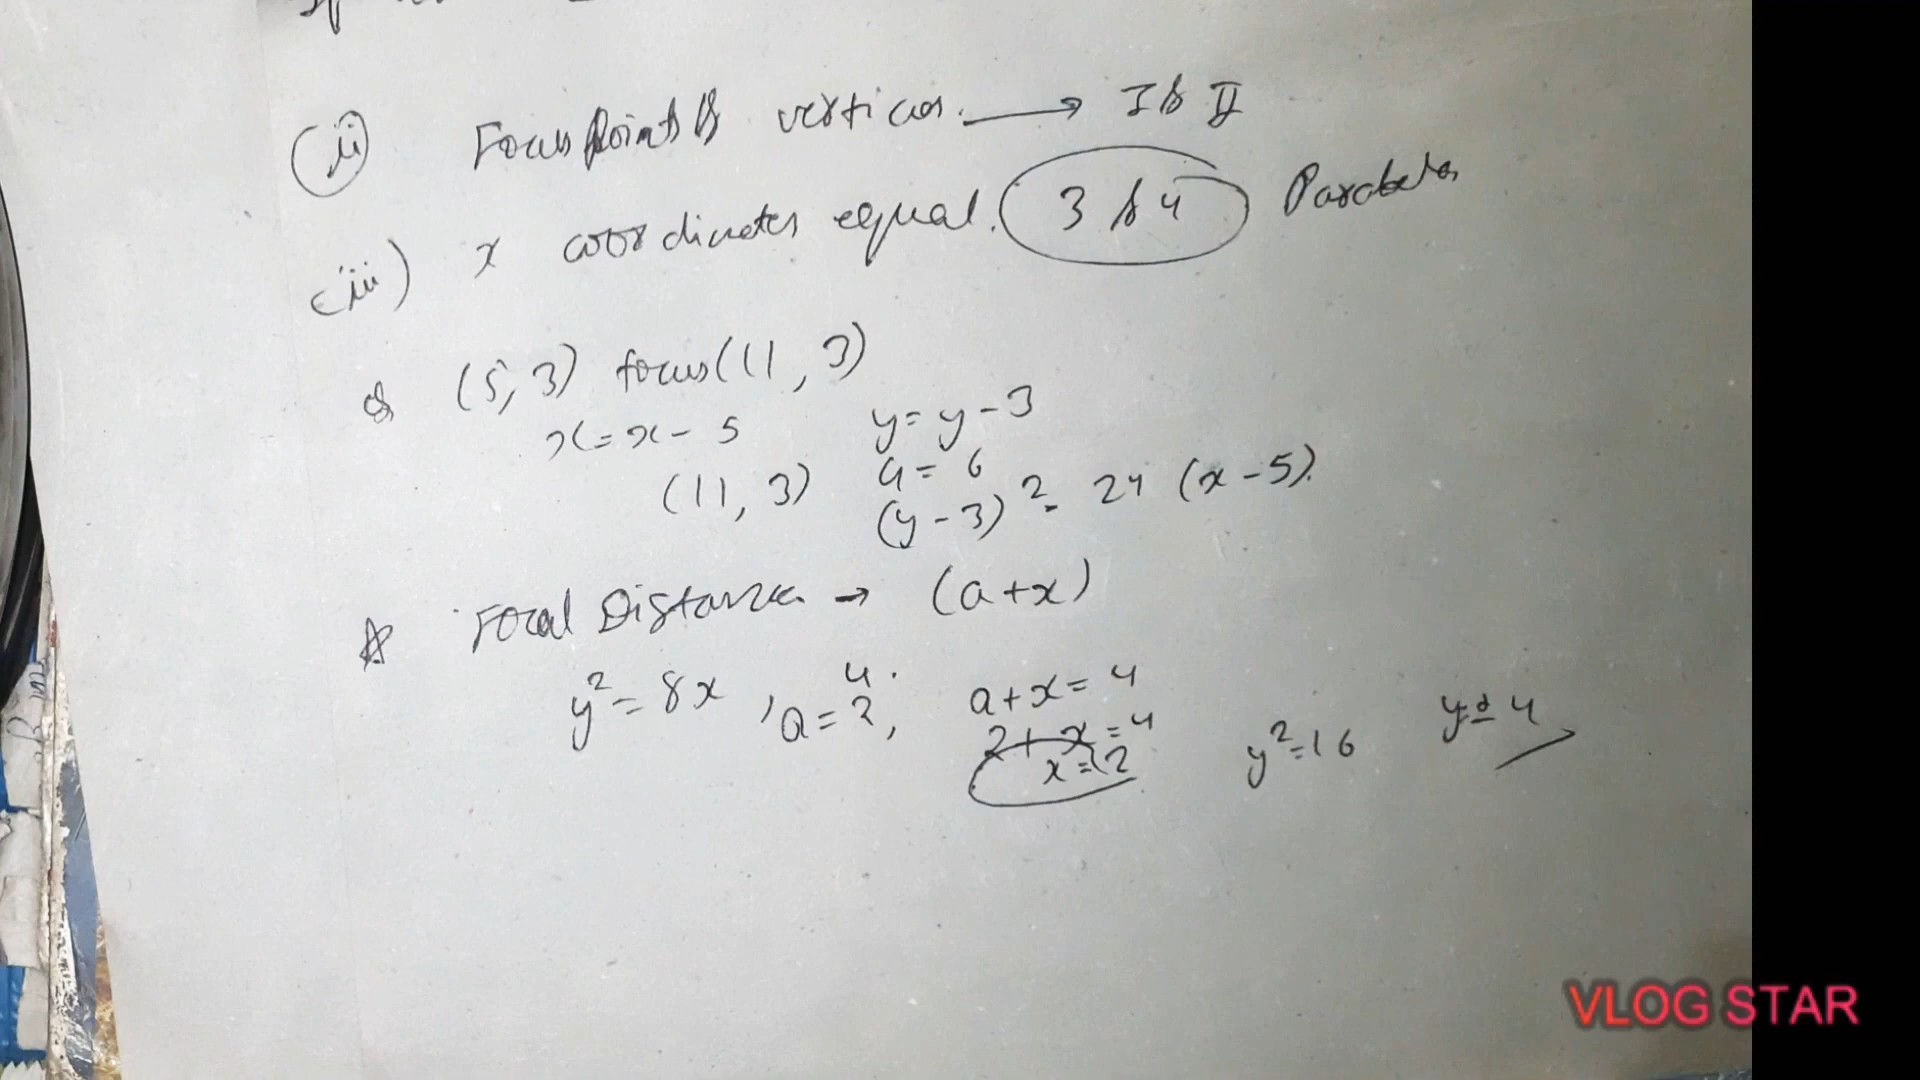 (ii) Focus Points & vertices. → I & II
(iii) x coordinates equal. 3 & 4 Parabola
(5, 3) focus (11, 3)
x = x - 5 y = y - 3
(11, 3) a = 6
(y - 3)² = 24 (x - 5).
Focal Distance → (a + x)
y² = 8x , 4. a = 2, a + x = 4
2 + x = 4
x = 2 y² = 16 y = ± 4
VLOG STAR